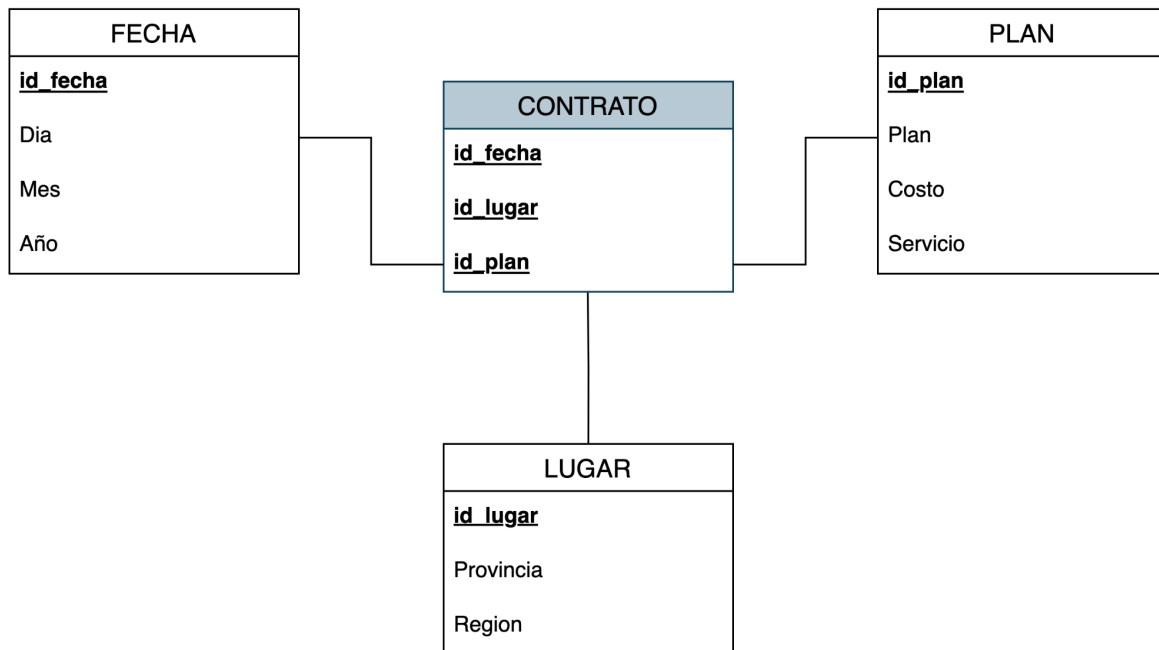 FECHA
id_fecha
Dia
Mes
Año
CONTRATO
id_fecha
id_lugar
id_plan
PLAN
id_plan
Plan
Costo
Servicio
LUGAR
id_lugar
Provincia
Region